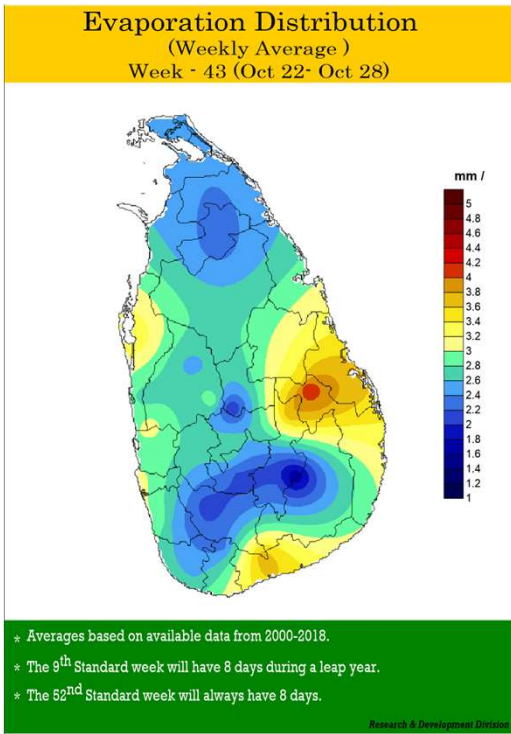 Evaporation Distribution
(Weekly Average )
Week - 43 (Oct 22- Oct 28)
mm /
5
4.8
4.6
4.4
4.2
4
3.8
3.6
3.4
3.2
3
2.8
2.6
2.4
2.2
2
1.8
1.6
1.4
1.2
1
* Averages based on available data from 2000-2018.
* The 9th Standard week will have 8 days during a leap year.
* The 52nd Standard week will always have 8 days.
Research & Development Division